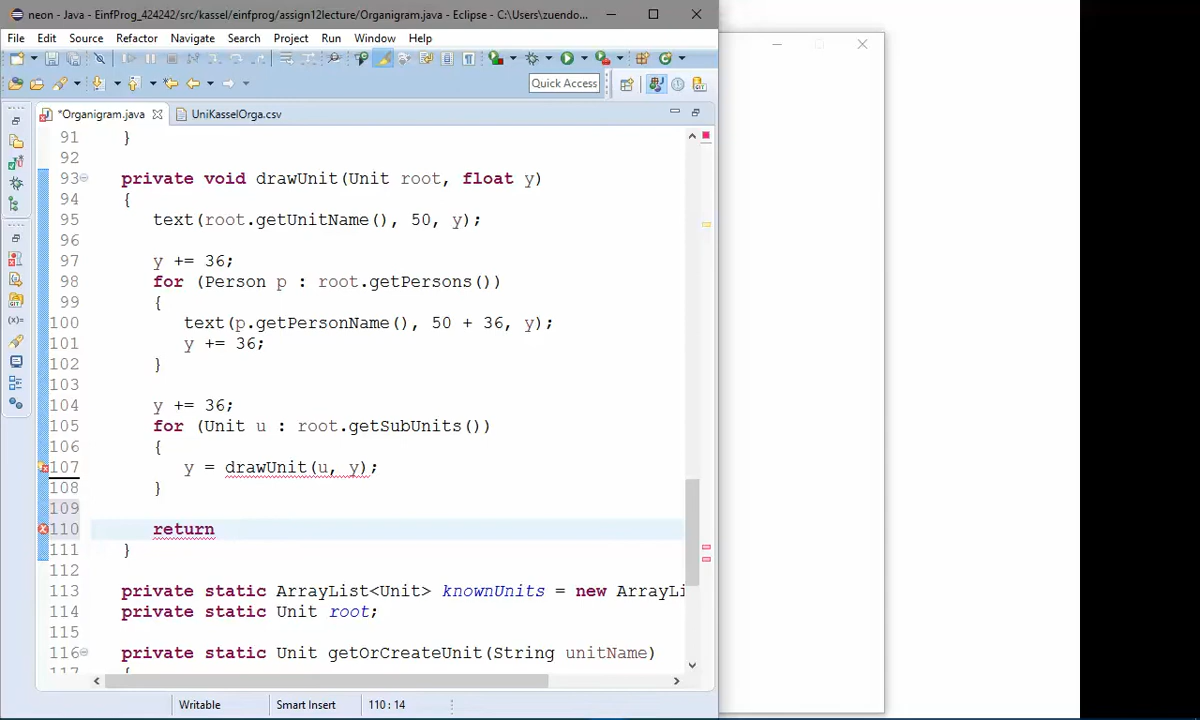 neon - Java - EinfProg_424242/src/kassel/einfprog/assign12lecture/Organigram.java - Eclipse - C:\Users\zuendo...
File Edit Source Refactor Navigate Search Project Run Window Help
Quick Access
*Organigram.java UniKasselOrga.csv
91 }
92
93 private void drawUnit(Unit root, float y)
94 {
95 text(root.getUnitName(), 50, y);
96
97 y += 36;
98 for (Person p : root.getPersons())
99 {
100 text(p.getPersonName(), 50 + 36, y);
101 y += 36;
102 }
103
104 y += 36;
105 for (Unit u : root.getSubUnits())
106 {
107 y = drawUnit(u, y);
108 }
109
110 return
111 }
112
113 private static ArrayList<Unit> knownUnits = new ArrayLi
114 private static Unit root;
115
116 private static Unit getOrCreateUnit(String unitName)
117 {
Writable Smart Insert 110 : 14